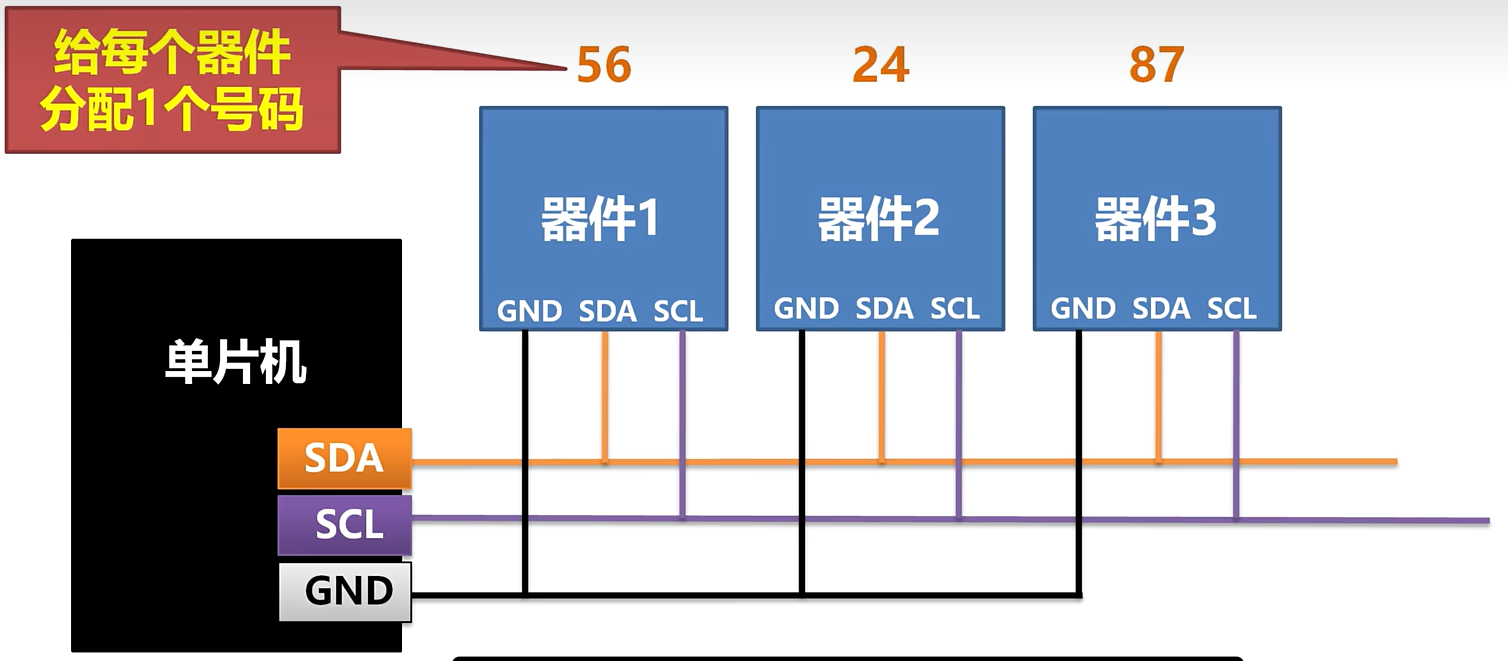 给每个器件
分配1个号码
56
24
87
器件1
器件2
器件3
GND SDA SCL
GND SDA SCL
GND SDA SCL
单片机
SDA
SCL
GND